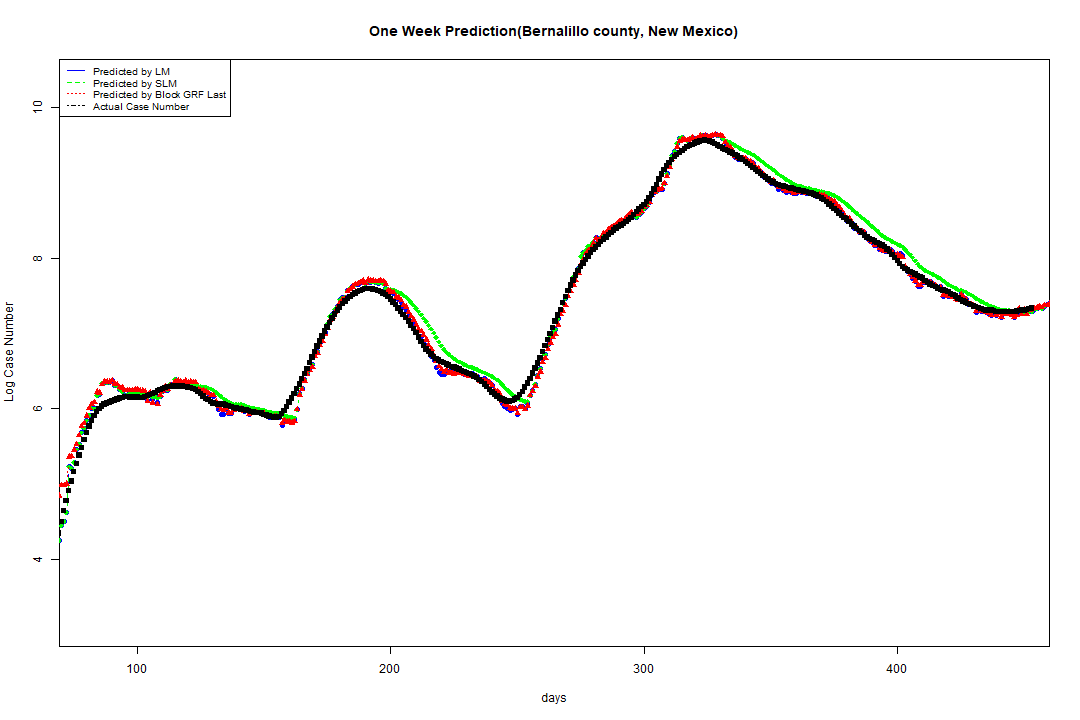 One Week Prediction(Bernalillo county, New Mexico)
Predicted by LM
Predicted by SLM
Predicted by Block GRF Last
Actual Case Number
10
8
6
4
Log Case Number
100
200
300
400
days